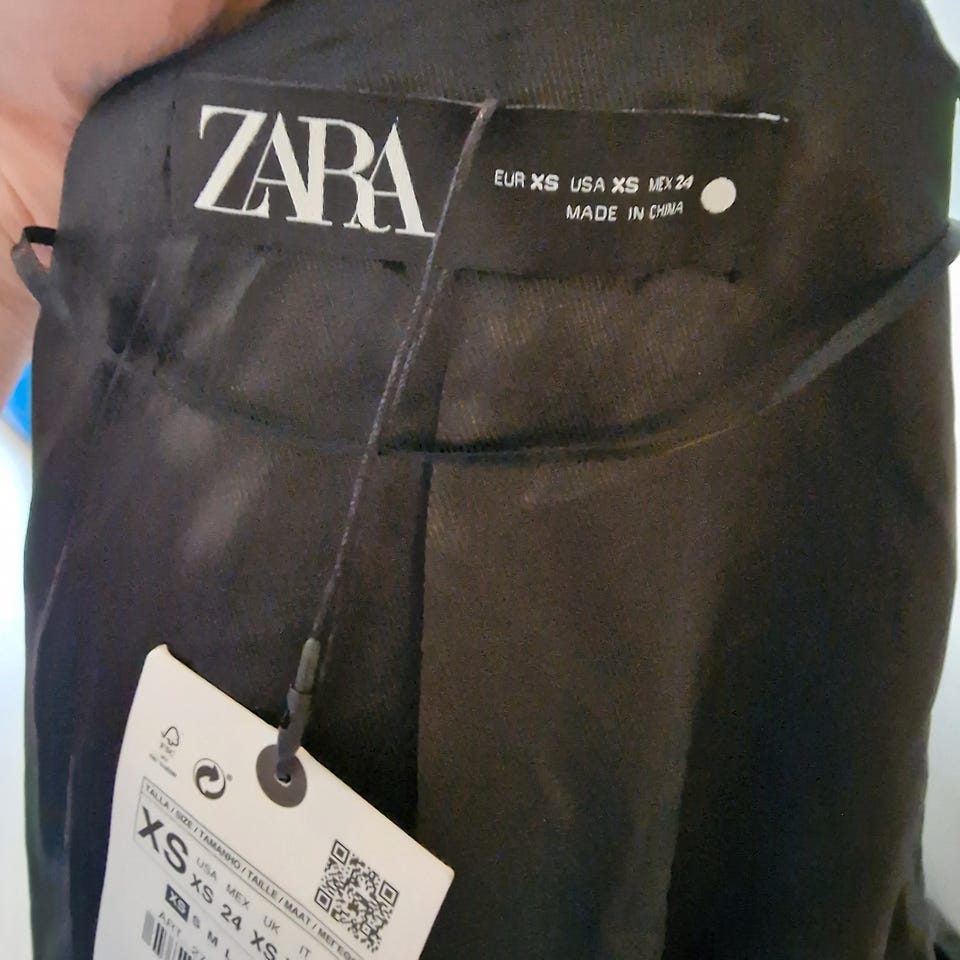 ZARA
EUR XS USA XS MEX 24
MADE IN CHINA
FSC
TALLA / SIZE / TAMANHO / TAILLE / MAAT /
XS
USA MEX UK IT
XS 24 XS
XS S M L
ART